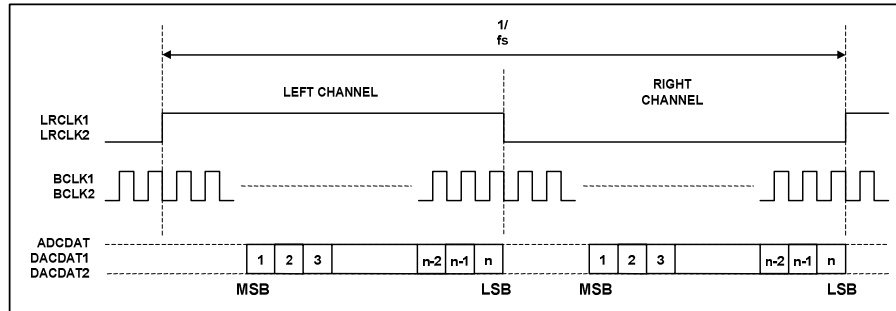 1/
fs
LEFT CHANNEL
RIGHT
CHANNEL
LRCLK1
LRCLK2
BCLK1
BCLK2
ADCDAT
DACDAT1
DACDAT2
1 2 3 n-2 n-1 n 1 2 3 n-2 n-1 n
MSB LSB MSB LSB